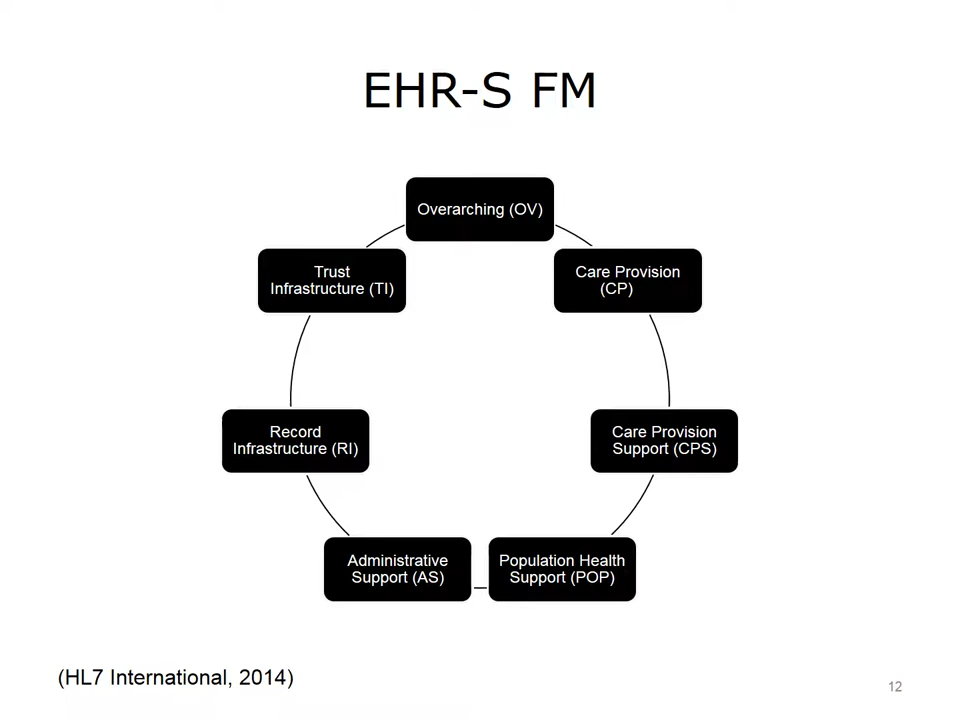 EHR-S FM
Overarching (OV)
Trust
Infrastructure (TI)
Care Provision
(CP)
Record
Infrastructure (RI)
Care Provision
Support (CPS)
Administrative
Support (AS)
Population Health
Support (POP)
(HL7 International, 2014)
12